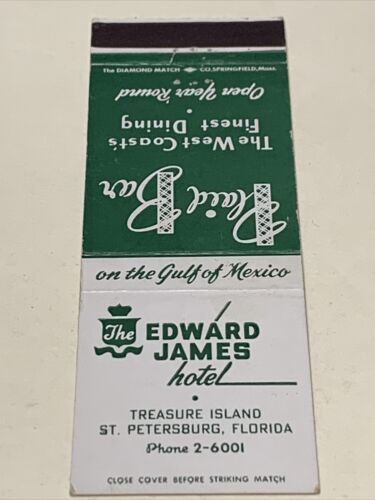 The DIAMOND MATCH CO., SPRINGFIELD, MASS.
Plaid Bar
The West Coast's
Finest Dining
•
Open Year 'Round
on the Gulf of Mexico
The EDWARD
JAMES
hotel
•
TREASURE ISLAND
ST. PETERSBURG, FLORIDA
Phone 2-6001
CLOSE COVER BEFORE STRIKING MATCH